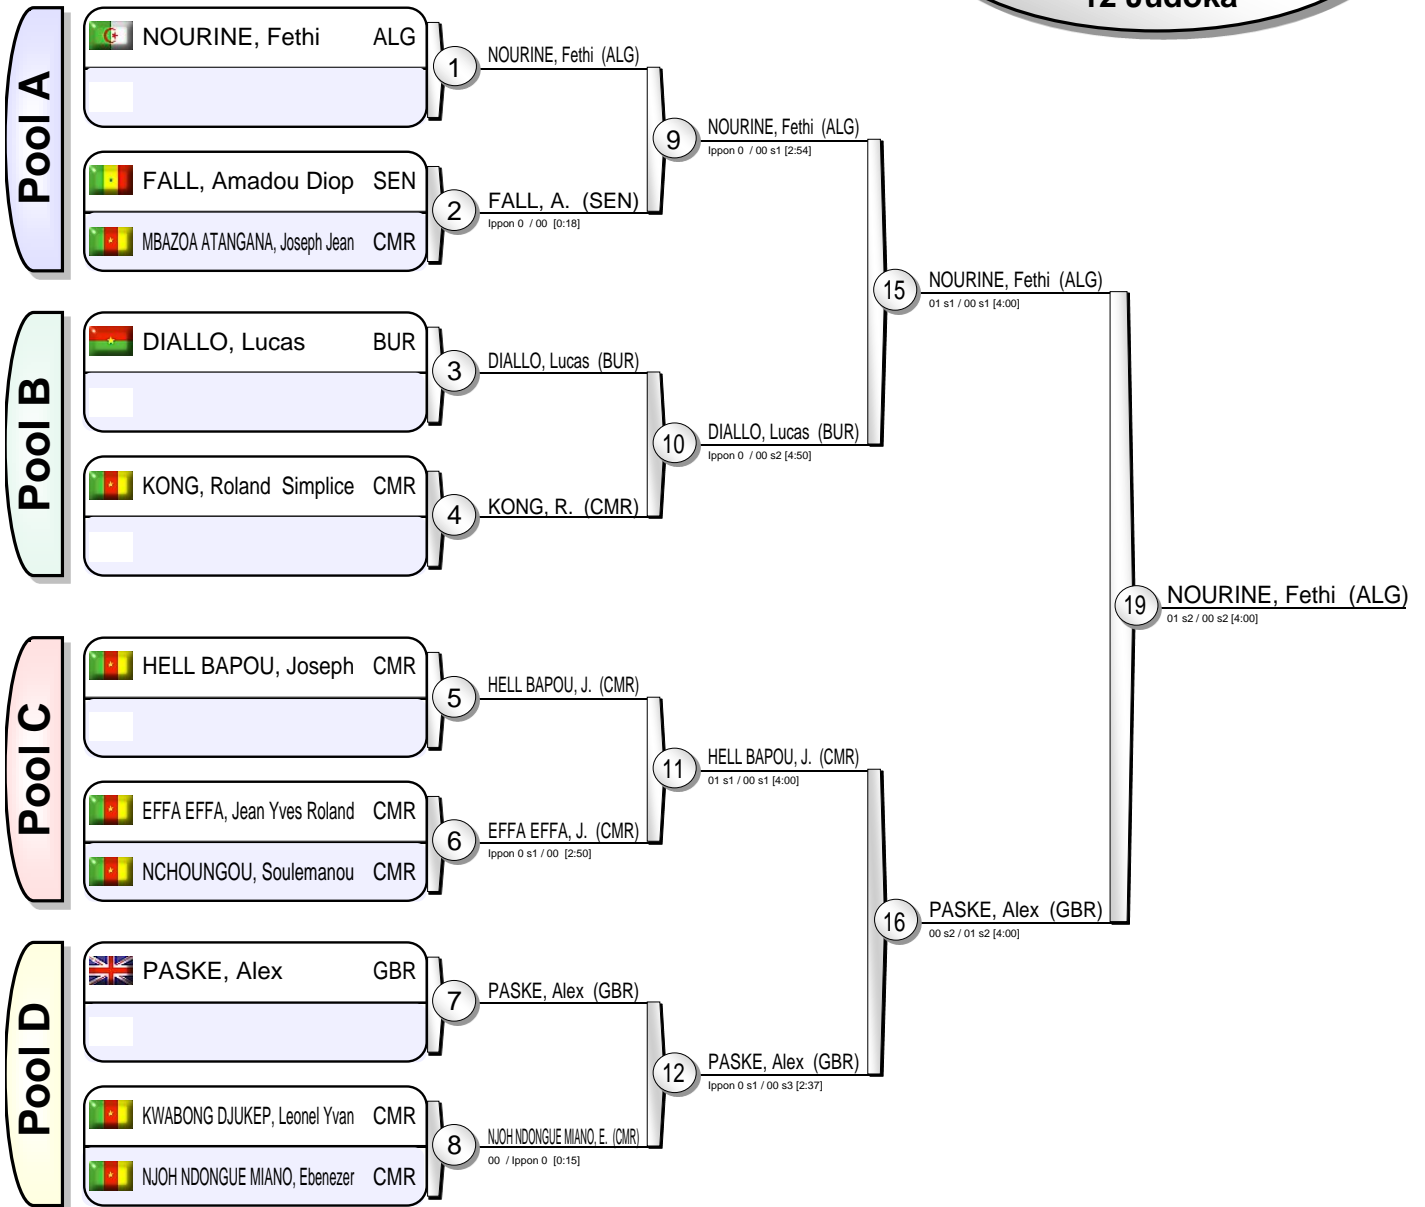 12 Judoka
Pool A
NOURINE, Fethi ALG
1
NOURINE, Fethi (ALG)
FALL, Amadou Diop SEN
MBAZOA ATANGANA, Joseph Jean CMR
2
FALL, A. (SEN)
Ippon 0 / 00 [0:18]
9
NOURINE, Fethi (ALG)
Ippon 0 / 00 s1 [2:54]
Pool B
DIALLO, Lucas BUR
3
DIALLO, Lucas (BUR)
KONG, Roland Simplice CMR
4
KONG, R. (CMR)
10
DIALLO, Lucas (BUR)
Ippon 0 / 00 s2 [4:50]
15
NOURINE, Fethi (ALG)
01 s1 / 00 s1 [4:00]
Pool C
HELL BAPOU, Joseph CMR
5
HELL BAPOU, J. (CMR)
EFFA EFFA, Jean Yves Roland CMR
NCHOUNGOU, Soulemanou CMR
6
EFFA EFFA, J. (CMR)
Ippon 0 s1 / 00 [2:50]
11
HELL BAPOU, J. (CMR)
01 s1 / 00 s1 [4:00]
Pool D
PASKE, Alex GBR
7
PASKE, Alex (GBR)
KWABONG DJUKEP, Leonel Yvan CMR
NJOH NDONGUE MIANO, Ebenezer CMR
8
NJOH NDONGUE MIANO, E. (CMR)
00 / Ippon 0 [0:15]
12
PASKE, Alex (GBR)
Ippon 0 s1 / 00 s3 [2:37]
16
PASKE, Alex (GBR)
00 s2 / 01 s2 [4:00]
19
NOURINE, Fethi (ALG)
01 s2 / 00 s2 [4:00]